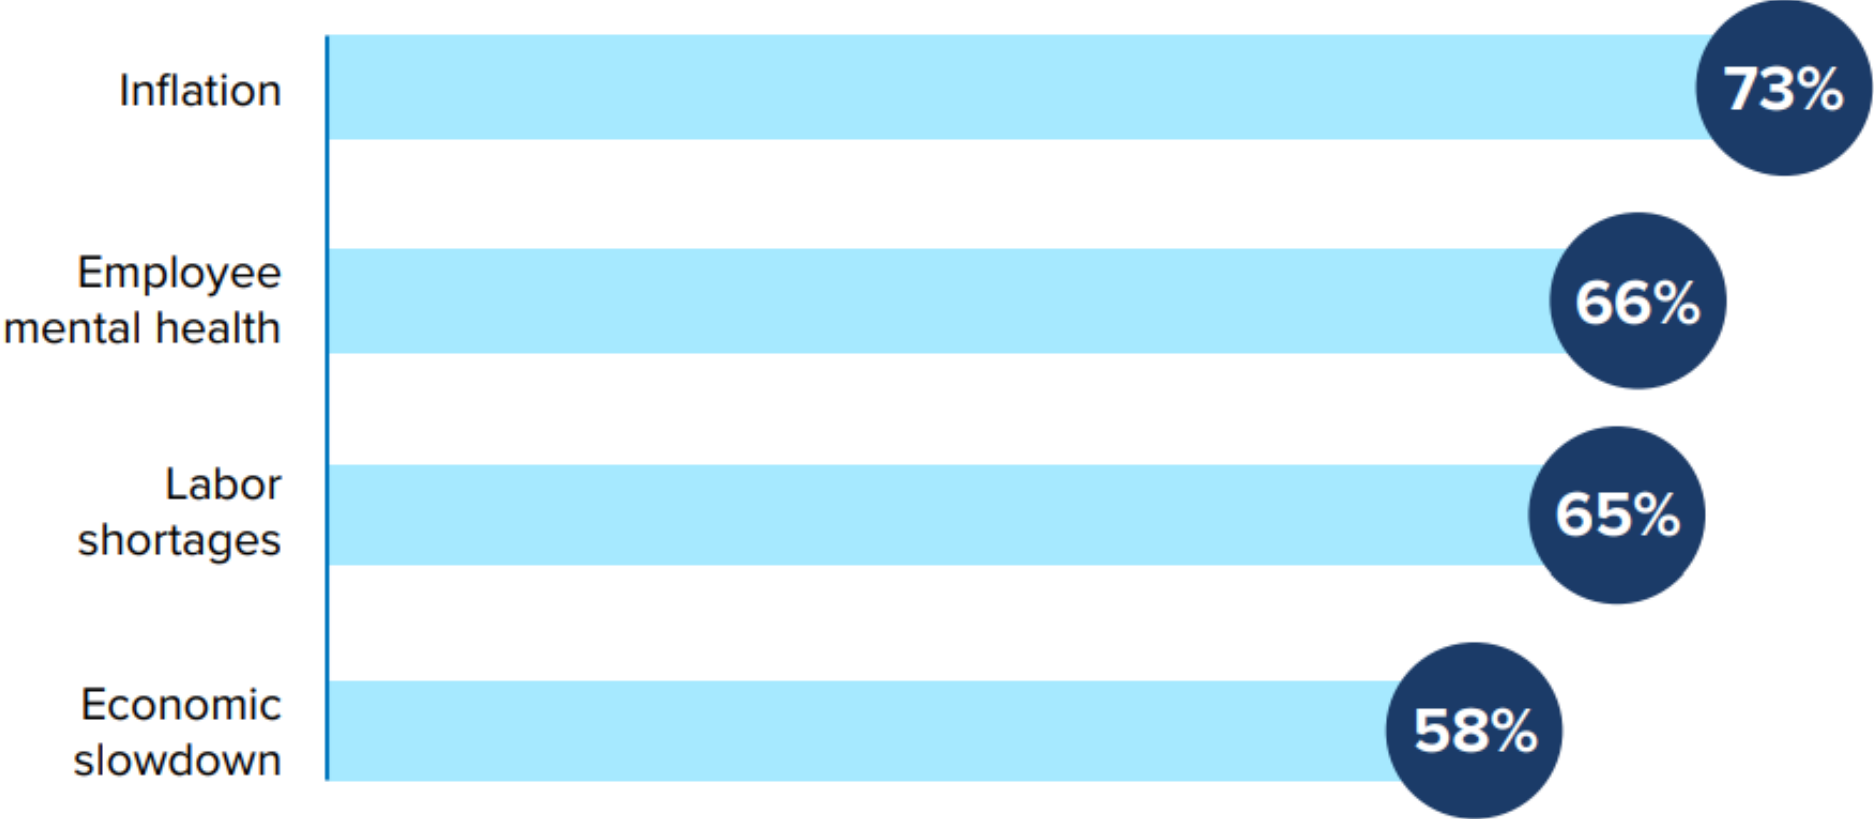 Inflation
73%
Employee
mental health
66%
Labor
shortages
65%
Economic
slowdown
58%